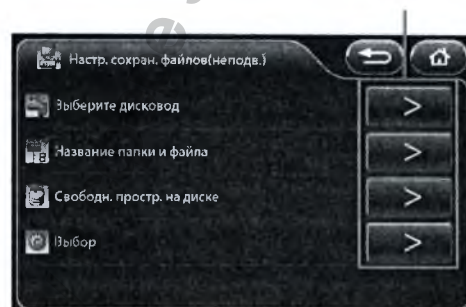 Настр. сохран. файлов(неподв.)
Выберите дисковод
>
Название папки и файла
>
Свободн. простр. на диске
>
Выбор
>